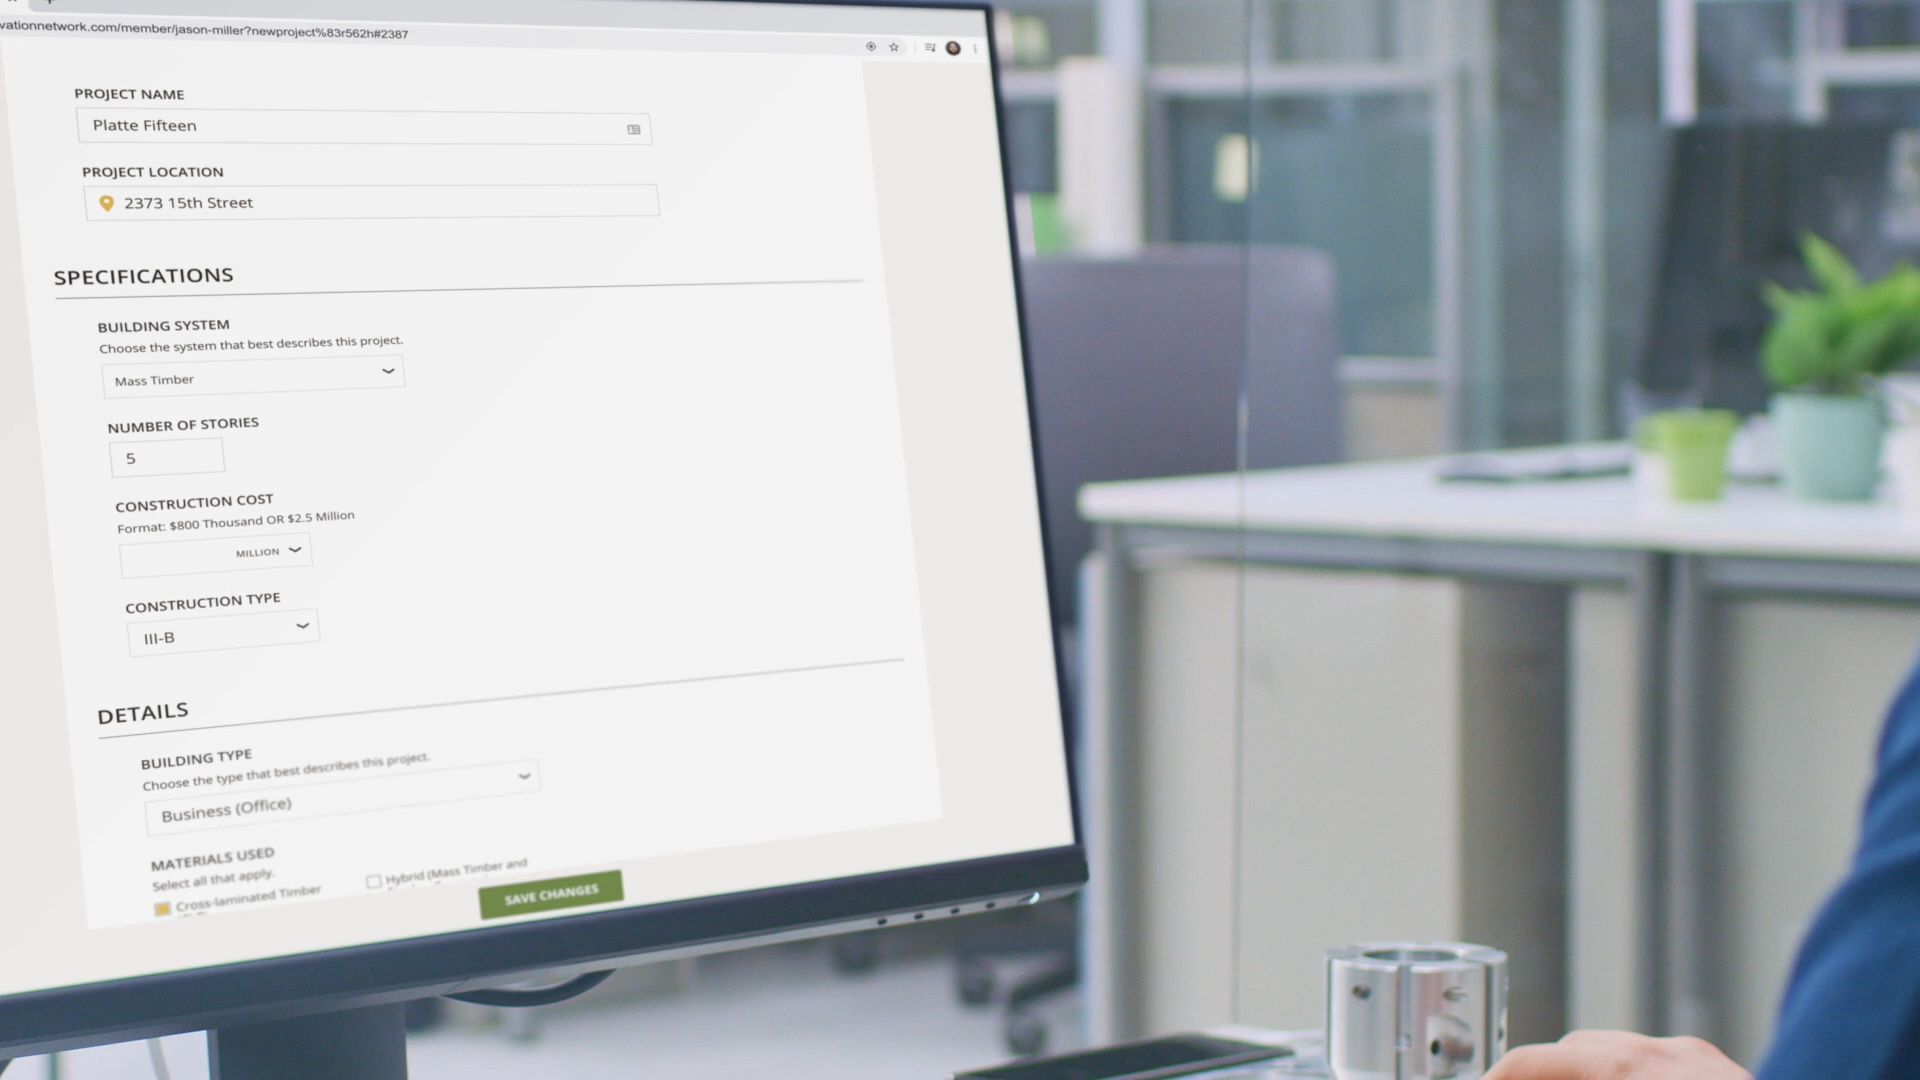 vationnetwork.com/member/jason-miller?newproject%83r562h#2387
PROJECT NAME
Platte Fifteen
PROJECT LOCATION
2373 15th Street
SPECIFICATIONS
BUILDING SYSTEM
Choose the system that best describes this project.
Mass Timber
NUMBER OF STORIES
5
CONSTRUCTION COST
Format: $800 Thousand OR $2.5 Million
MILLION
CONSTRUCTION TYPE
III-B
DETAILS
BUILDING TYPE
Choose the type that best describes this project.
Business (Office)
MATERIALS USED
Select all that apply.
Cross-laminated Timber
Hybrid (Mass Timber and
SAVE CHANGES